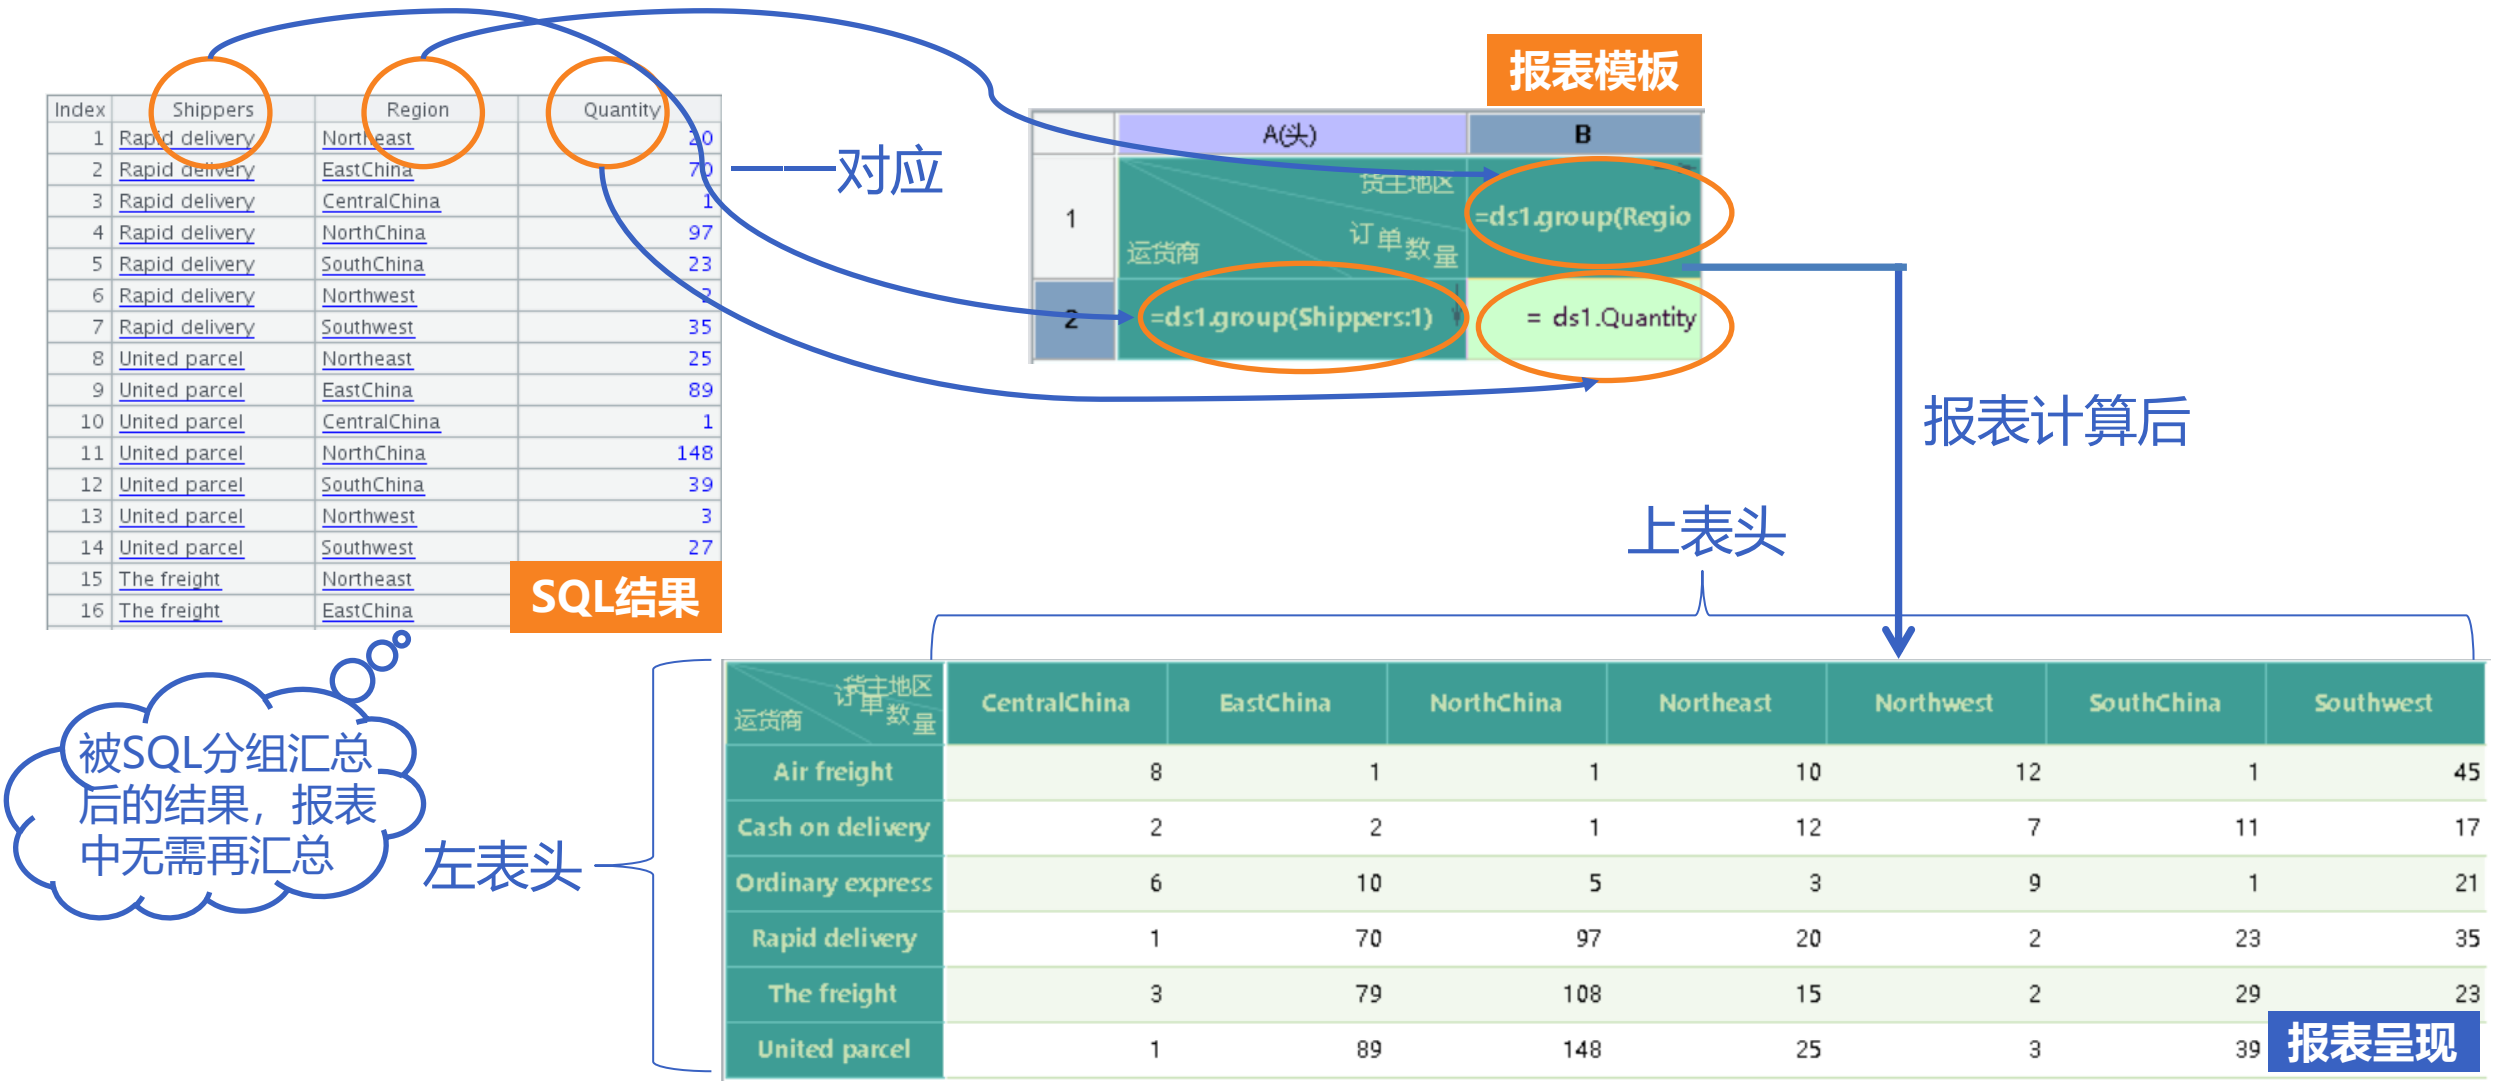 报表模板
Index Shippers Region Quantity
1 Rapid delivery Northeast 20
2 Rapid delivery EastChina 70
3 Rapid delivery CentralChina 1
4 Rapid delivery NorthChina 97
5 Rapid delivery SouthChina 23
6 Rapid delivery Northwest 2
7 Rapid delivery Southwest 35
8 United parcel Northeast 25
9 United parcel EastChina 89
10 United parcel CentralChina 1
11 United parcel NorthChina 148
12 United parcel SouthChina 39
13 United parcel Northwest 3
14 United parcel Southwest 27
15 The freight Northeast
16 The freight EastChina
SQL结果
一一对应
A(头) B
1
货主地区
订单数量
运货商
=ds1.group(Regio
2 =ds1.group(Shippers:1) = ds1.Quantity
报表计算后
上表头
被SQL分组汇总
后的结果，报表
中无需再汇总
左表头
货主地区
订单数量
运货商
CentralChina EastChina NorthChina Northeast Northwest SouthChina Southwest
Air freight 8 1 1 10 12 1 45
Cash on delivery 2 2 1 12 7 11 17
Ordinary express 6 10 5 3 9 1 21
Rapid delivery 1 70 97 20 2 23 35
The freight 3 79 108 15 2 29 23
United parcel 1 89 148 25 3 39
报表呈现